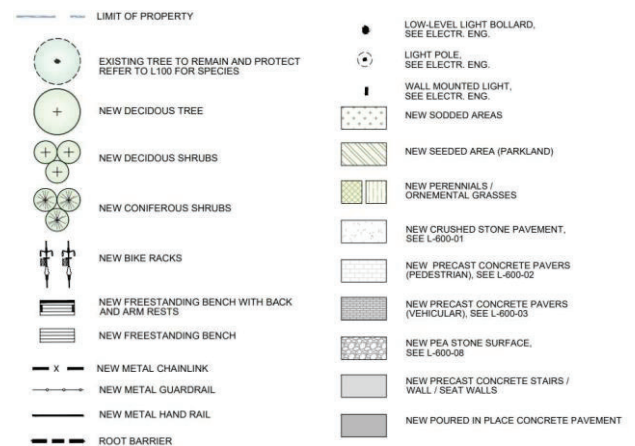 LIMIT OF PROPERTY
EXISTING TREE TO REMAIN AND PROTECT
REFER TO L100 FOR SPECIES
NEW DECIDOUS TREE
NEW DECIDOUS SHRUBS
NEW CONIFEROUS SHRUBS
NEW BIKE RACKS
NEW FREESTANDING BENCH WITH BACK
AND ARM RESTS
NEW FREESTANDING BENCH
X
NEW METAL CHAINLINK
NEW METAL GUARDRAIL
NEW METAL HAND RAIL
ROOT BARRIER
LOW-LEVEL LIGHT BOLLARD,
SEE ELECTR. ENG.
LIGHT POLE,
SEE ELECTR. ENG.
WALL MOUNTED LIGHT,
SEE ELECTR. ENG.
NEW SODDED AREAS
NEW SEEDED AREA (PARKLAND)
NEW PERENNIALS /
ORNEMENTAL GRASSES
NEW CRUSHED STONE PAVEMENT,
SEE L-600-01
NEW PRECAST CONCRETE PAVERS
(PEDESTRIAN), SEE L-600-02
NEW PRECAST CONCRETE PAVERS
(VEHICULAR), SEE L-600-03
NEW PEA STONE SURFACE,
SEE L-600-08
NEW PRECAST CONCRETE STAIRS /
WALL / SEAT WALLS
NEW POURED IN PLACE CONCRETE PAVEMENT